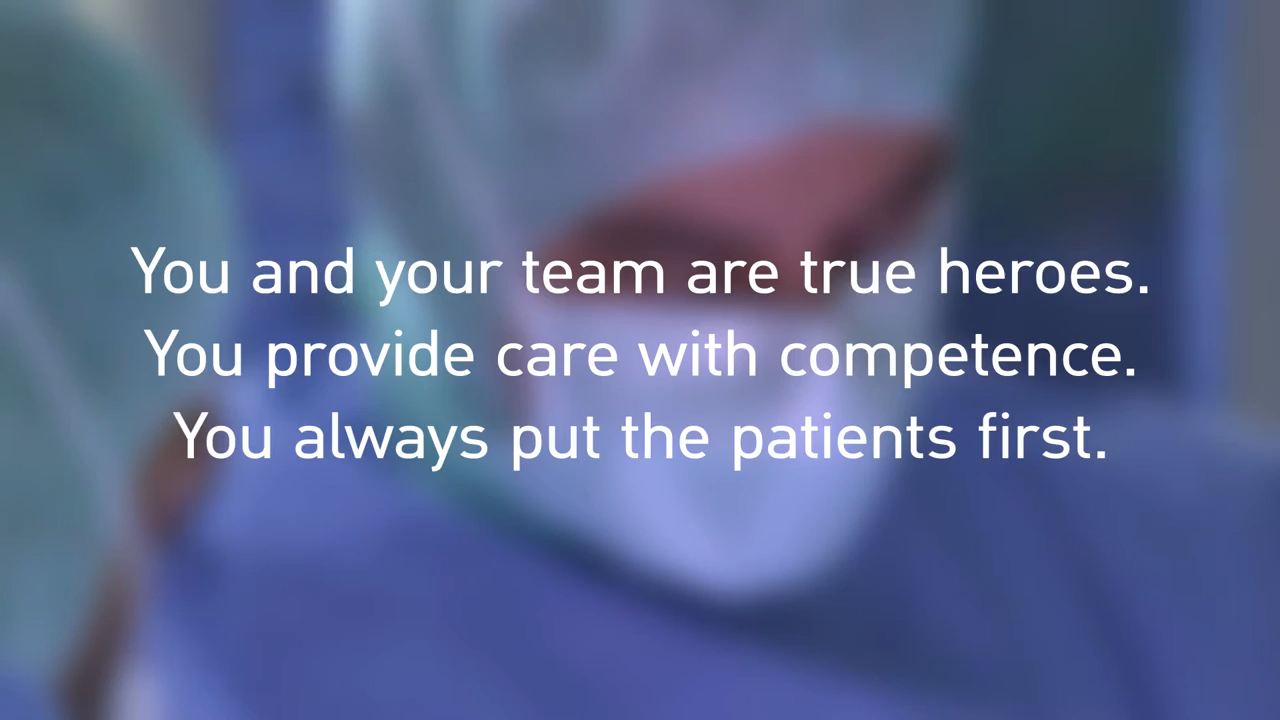 You and your team are true heroes.
You provide care with competence.
You always put the patients first.